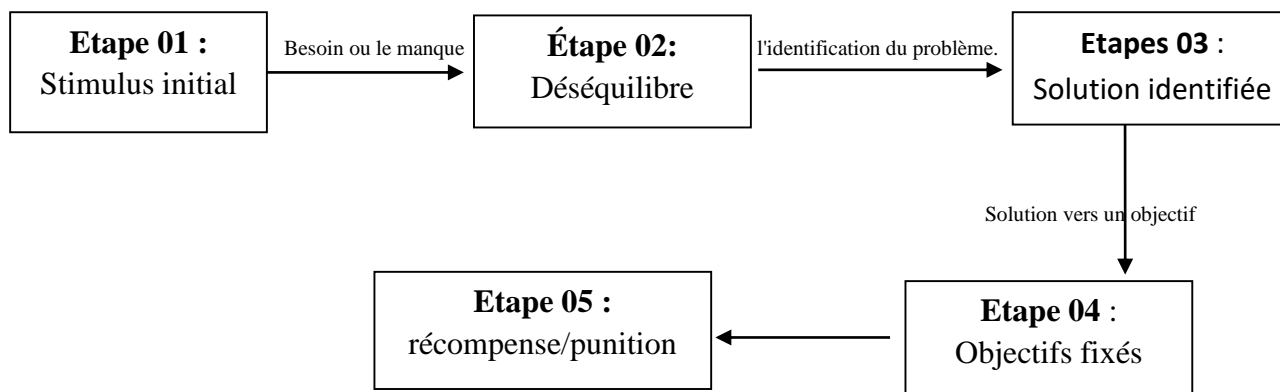 Etape 01 :
Stimulus initial
Besoin ou le manque
Étape 02:
Déséquilibre
l'identification du problème.
Etapes 03 :
Solution identifiée
Solution vers un objectif
Etape 04 :
Objectifs fixés
Etape 05 :
récompense/punition